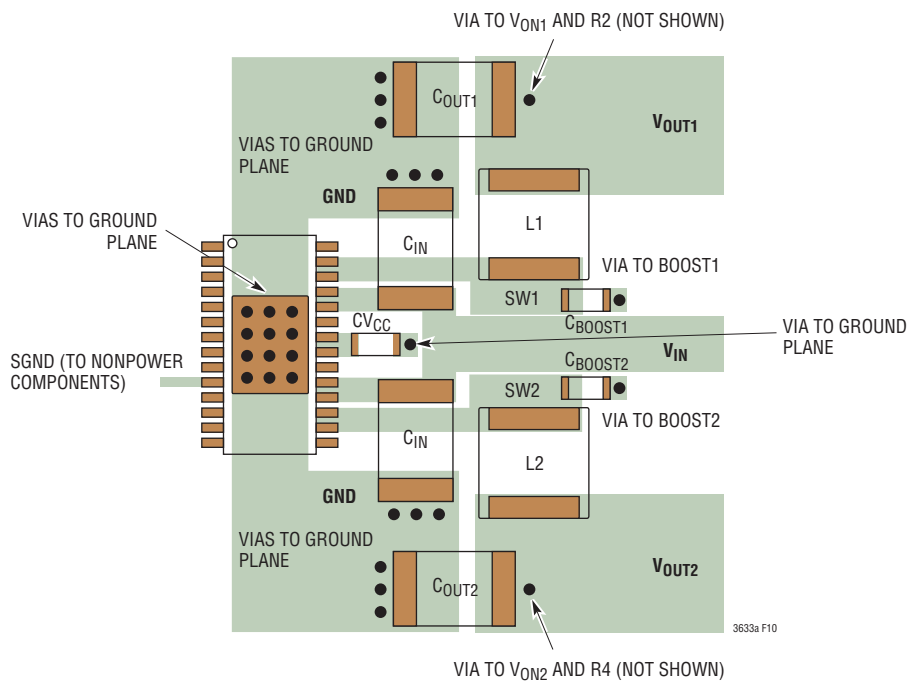 VIA TO VON1 AND R2 (NOT SHOWN)
COUT1
VOUT1
VIAS TO GROUND
PLANE
GND
VIAS TO GROUND
PLANE
L1
CIN
VIA TO BOOST1
SW1
CVCC
CBOOST1
VIA TO GROUND
PLANE
VIN
SGND (TO NONPOWER
COMPONENTS)
CBOOST2
SW2
VIA TO BOOST2
CIN
L2
GND
VIAS TO GROUND
PLANE
COUT2
VOUT2
3633a F10
VIA TO VON2 AND R4 (NOT SHOWN)